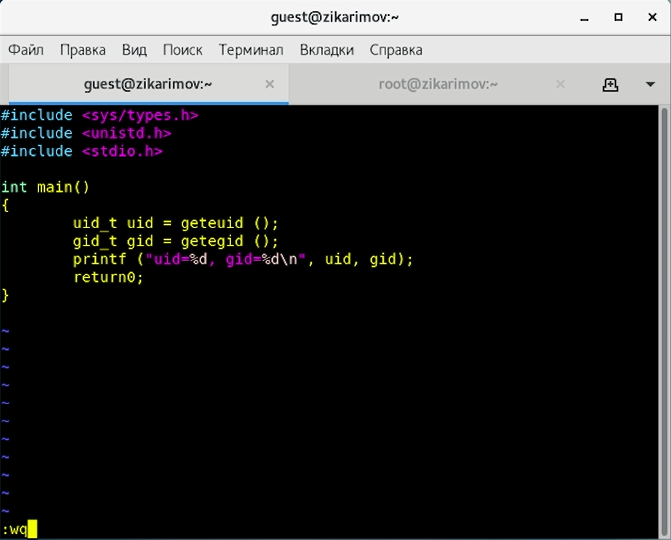 guest@zikarimov:~
Файл Правка Вид Поиск Терминал Вкладки Справка
guest@zikarimov:~ × root@zikarimov:~ ×
#include <sys/types.h>
#include <unistd.h>
#include <stdio.h>
int main()
{
uid_t uid = geteuid ();
gid_t gid = getegid ();
printf ("uid=%d, gid=%d\n", uid, gid);
return0;
}
~
~
~
~
~
~
~
~
~
~
~
:wq